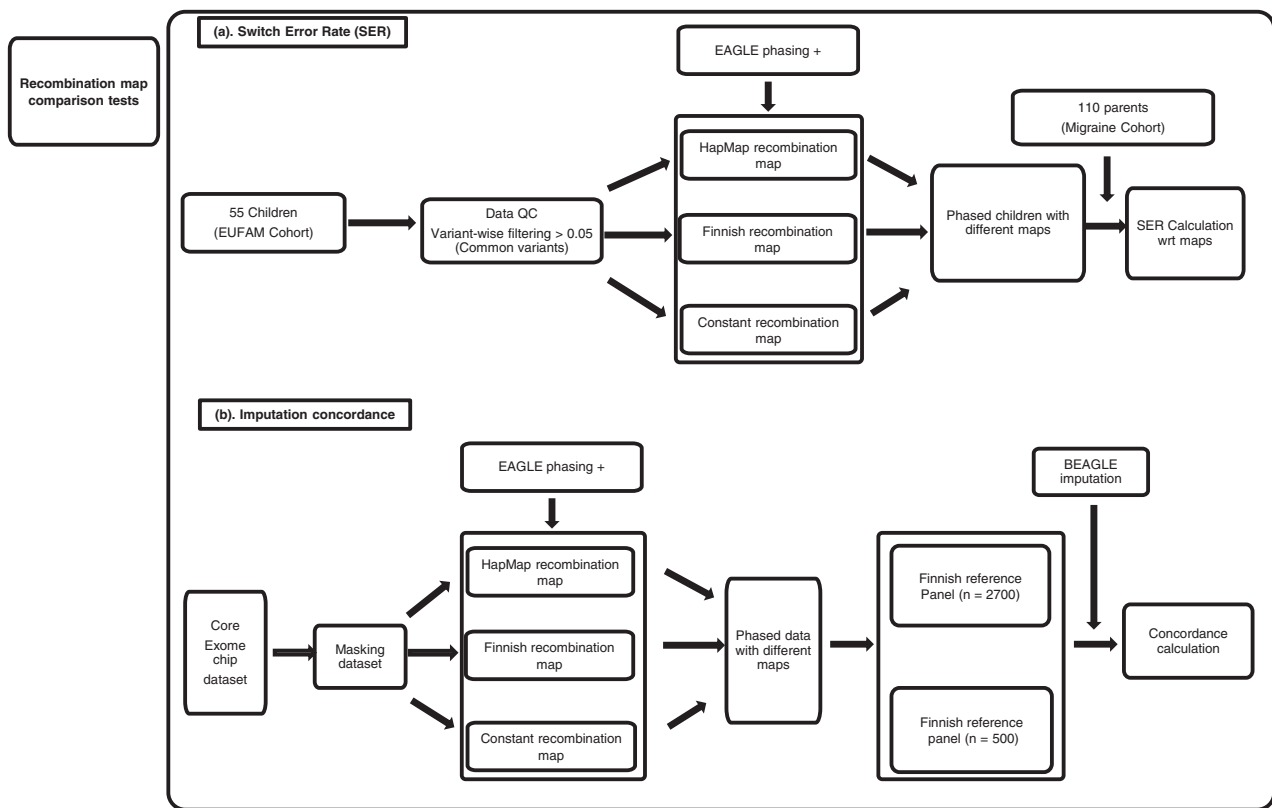 Recombination map
comparison tests
(a). Switch Error Rate (SER)
EAGLE phasing +
55 Children
(EUFAM Cohort)
Data QC
Variant-wise filtering > 0.05
(Common variants)
HapMap recombination
map
Finnish recombination
map
Constant recombination
map
Phased children with
different maps
110 parents
(Migraine Cohort)
SER Calculation
wrt maps
(b). Imputation concordance
EAGLE phasing +
Core
Exome
chip
dataset
Masking
dataset
HapMap recombination
map
Finnish recombination
map
Constant recombination
map
Phased data
with different
maps
Finnish reference
Panel (n = 2700)
Finnish reference
panel (n = 500)
BEAGLE
imputation
Concordance
calculation